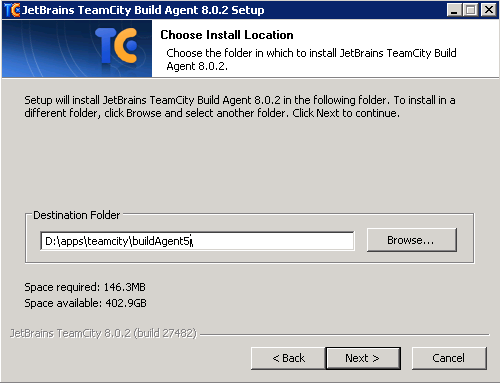 JetBrains TeamCity Build Agent 8.0.2 Setup
TC
Choose Install Location
Choose the folder in which to install JetBrains TeamCity Build
Agent 8.0.2.
Setup will install JetBrains TeamCity Build Agent 8.0.2 in the following folder. To install in a
different folder, click Browse and select another folder. Click Next to continue.
Destination Folder
D:\apps\teamcity\buildAgent5
Browse...
Space required: 146.3MB
Space available: 402.9GB
JetBrains TeamCity 8.0.2 (build 27482)
< Back
Next >
Cancel